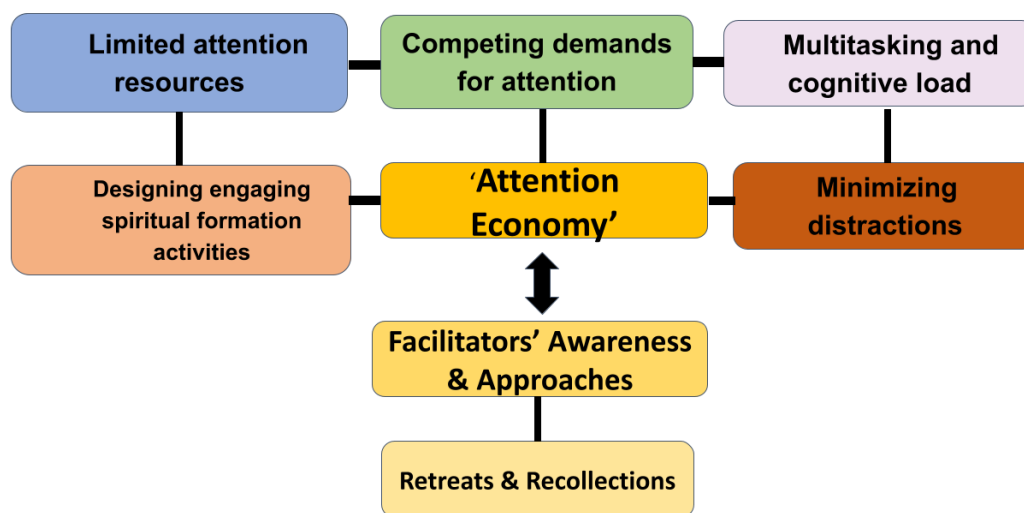 Limited attention
resources
Competing demands
for attention
Multitasking and
cognitive load
Designing engaging
spiritual formation
activities
‘Attention
Economy’
Minimizing
distractions
Facilitators’ Awareness
& Approaches
Retreats & Recollections